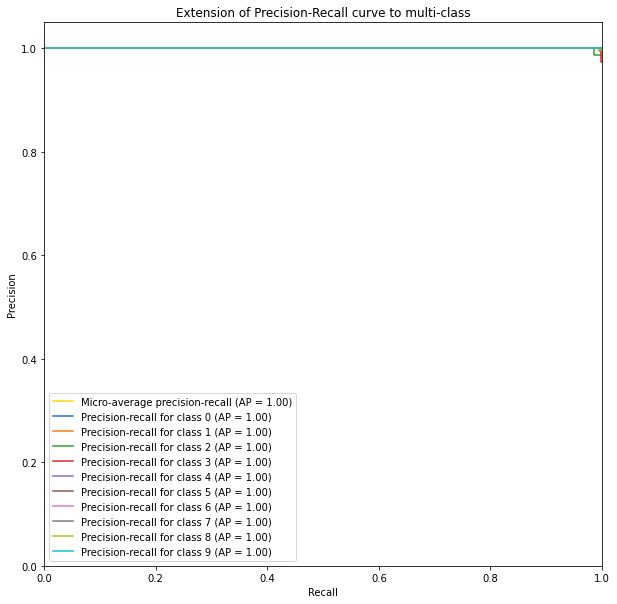 Extension of Precision-Recall curve to multi-class
1.0
0.8
0.6
0.4
0.2
0.0
Precision
Micro-average precision-recall (AP = 1.00)
Precision-recall for class 0 (AP = 1.00)
Precision-recall for class 1 (AP = 1.00)
Precision-recall for class 2 (AP = 1.00)
Precision-recall for class 3 (AP = 1.00)
Precision-recall for class 4 (AP = 1.00)
Precision-recall for class 5 (AP = 1.00)
Precision-recall for class 6 (AP = 1.00)
Precision-recall for class 7 (AP = 1.00)
Precision-recall for class 8 (AP = 1.00)
Precision-recall for class 9 (AP = 1.00)
0.0 0.2 0.4 0.6 0.8 1.0
Recall